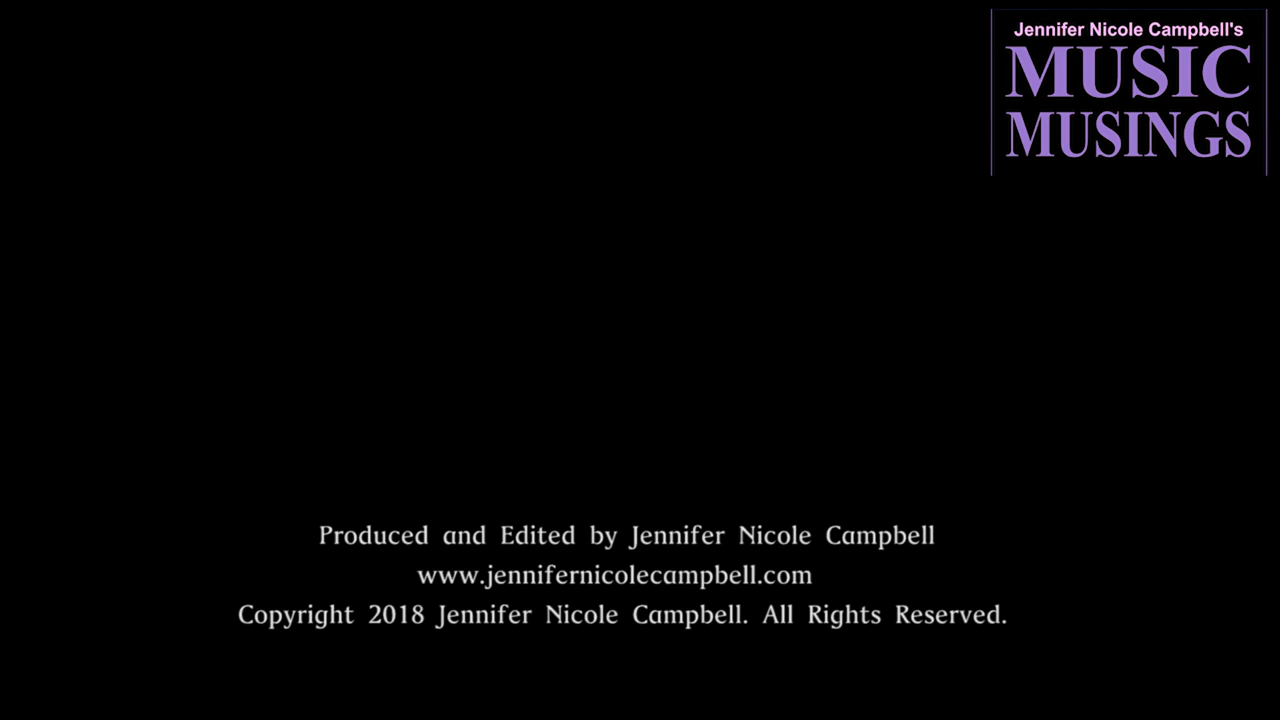 Jennifer Nicole Campbell's
MUSIC
MUSINGS
Produced and Edited by Jennifer Nicole Campbell
www.jennifernicolecampbell.com
Copyright 2018 Jennifer Nicole Campbell. All Rights Reserved.